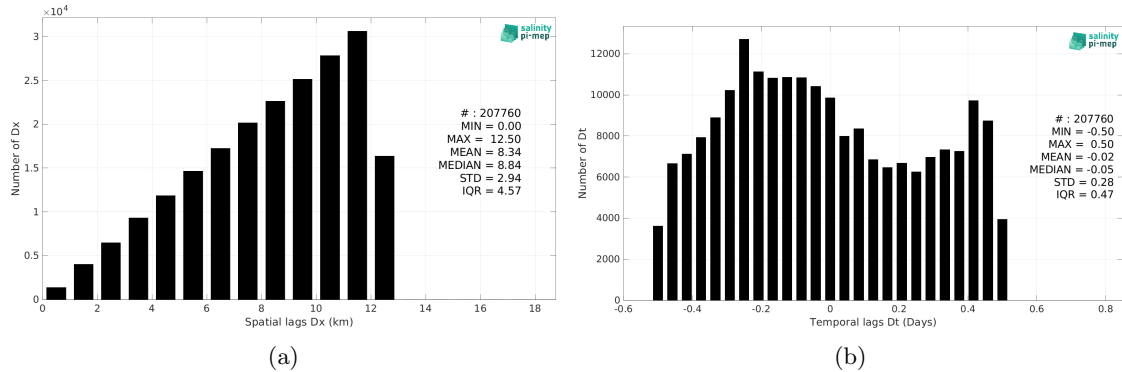 ×10^4
3
2.5
2
1.5
1
0.5
0
Number of Dx
salinity
pi-mep
# : 207760
MIN = 0.00
MAX = 12.50
MEAN = 8.34
MEDIAN = 8.84
STD = 2.94
IQR = 4.57
0 2 4 6 8 10 12 14 16 18
Spatial lags Dx (km)
(a)
12000
10000
8000
6000
4000
2000
0
Number of Dt
salinity
pi-mep
# : 207760
MIN = -0.50
MAX = 0.50
MEAN = -0.02
MEDIAN = -0.05
STD = 0.28
IQR = 0.47
-0.6 -0.4 -0.2 0 0.2 0.4 0.6 0.8
Temporal lags Dt (Days)
(b)